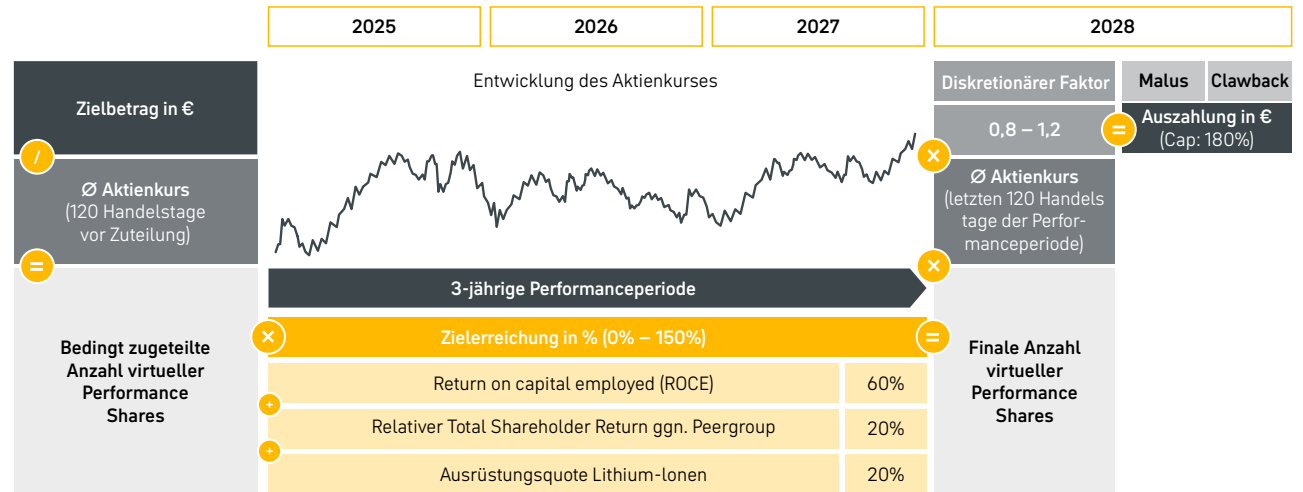 2025
2026
2027
2028
Zielbetrag in €
/
Ø Aktienkurs
(120 Handelstage
vor Zuteilung)
=
Bedingt zugeteilte
Anzahl virtueller
Performance
Shares
Entwicklung des Aktienkurses
3-jährige Performanceperiode
×
Zielerreichung in % (0% – 150%)
=
Return on capital employed (ROCE)
60%
+
Relativer Total Shareholder Return ggn. Peergroup
20%
+
Ausrüstungsquote Lithium-Ionen
20%
Diskretionärer Faktor
0,8 – 1,2
×
Ø Aktienkurs
(letzten 120 Handels
tage der Perfor-
manceperiode)
×
Finale Anzahl
virtueller
Performance
Shares
Malus
Clawback
=
Auszahlung in €
(Cap: 180%)